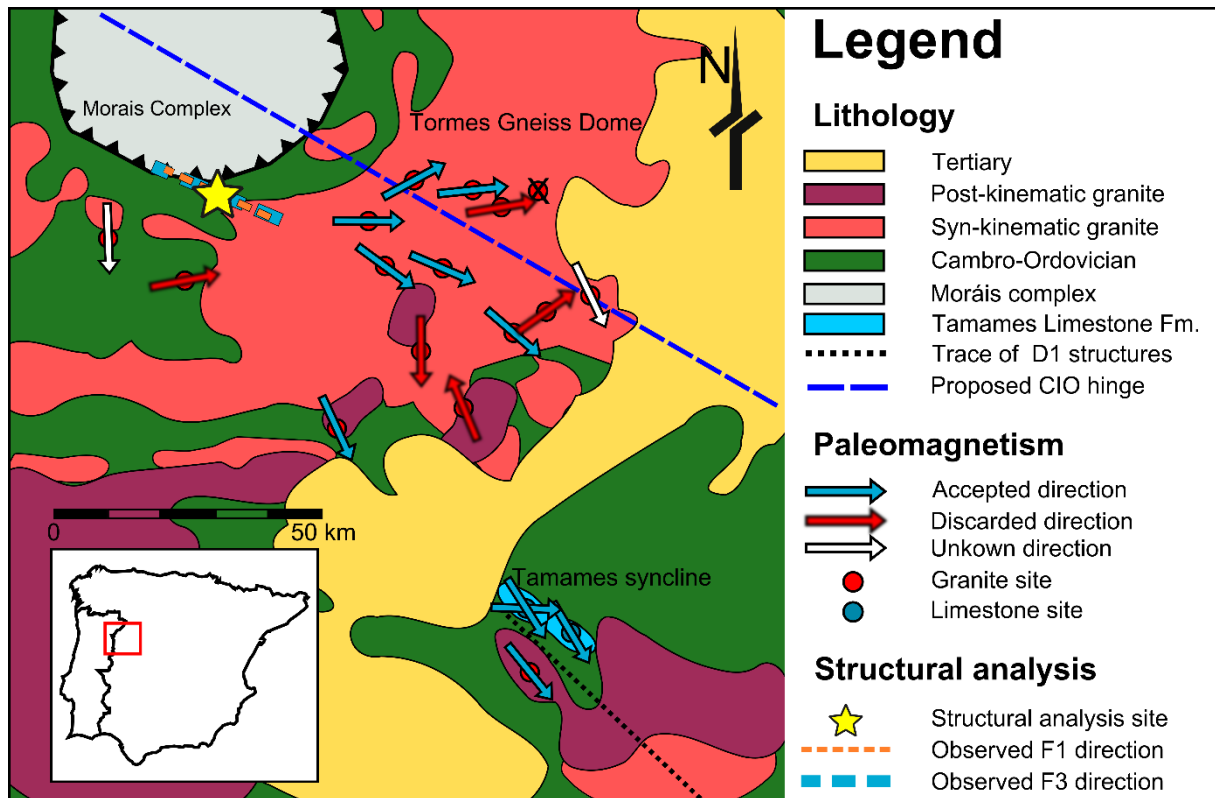 Morais Complex
Tormes Gneiss Dome
N
0
50 km
Tamames syncline
Legend
Lithology
Tertiary
Post-kinematic granite
Syn-kinematic granite
Cambro-Ordovician
Moráis complex
Tamames Limestone Fm.
Trace of D1 structures
Proposed CIO hinge
Paleomagnetism
Accepted direction
Discarded direction
Unkown direction
Granite site
Limestone site
Structural analysis
Structural analysis site
Observed F1 direction
Observed F3 direction